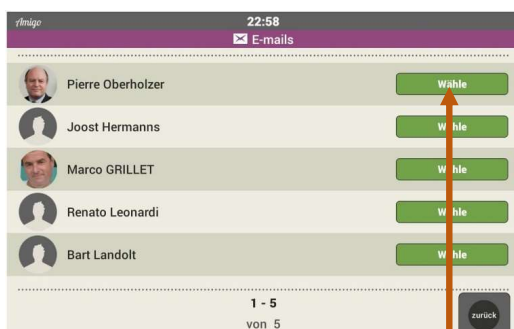 Amigo 22:58
E-mails
Pierre Oberholzer Wähle
Joost Hermanns Wähle
Marco GRILLET Wähle
Renato Leonardi Wähle
Bart Landolt Wähle
1 - 5
von 5
zurück